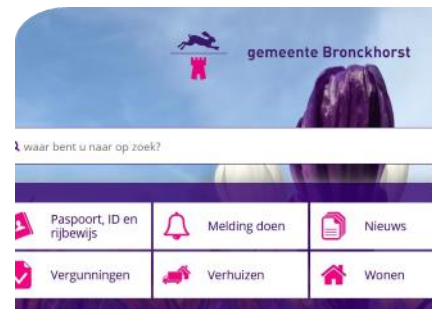 gemeente Bronckhorst
waar bent u naar op zoek?
Paspoort, ID en
rijbewijs
Melding doen
Nieuws
Vergunningen
Verhuizen
Wonen